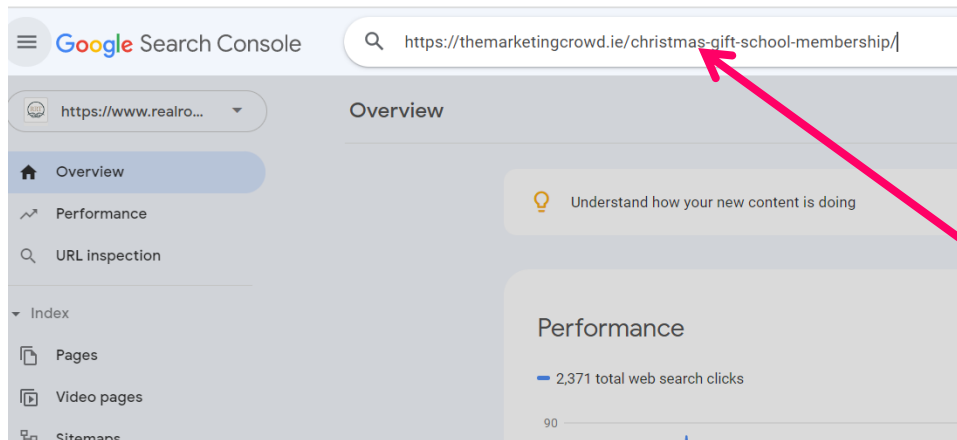 Google Search Console
https://themarketingcrowd.ie/christmas-gift-school-membership/
https://www.realro...
Overview
Overview
Performance
URL inspection
Understand how your new content is doing
Index
Pages
Video pages
Sitemaps
Performance
2,371 total web search clicks
90